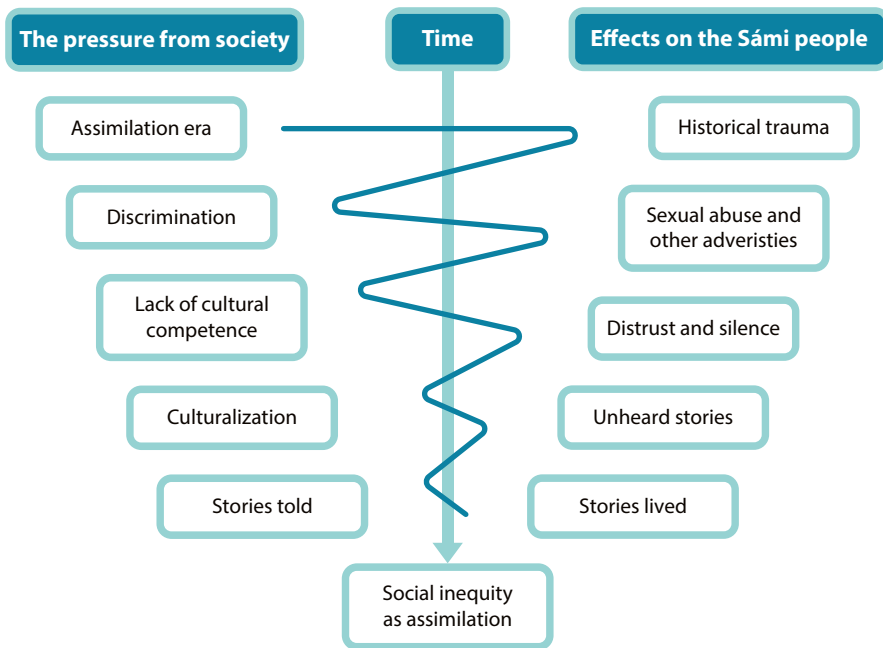 The pressure from society
Time
Effects on the Sámi people
Assimilation era
Historical trauma
Discrimination
Sexual abuse and
other adveristies
Lack of cultural
competence
Distrust and silence
Culturalization
Unheard stories
Stories told
Stories lived
Social inequity
as assimilation